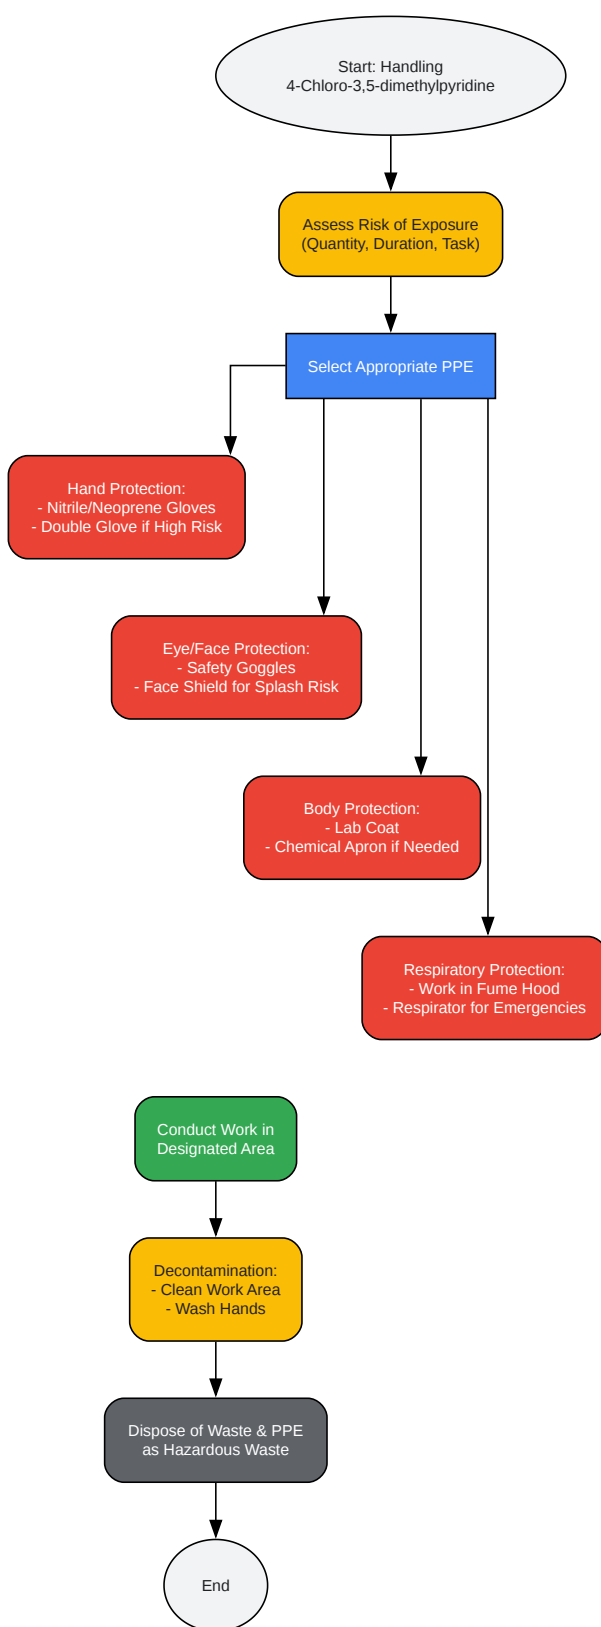 Start: Handling
4-Chloro-3,5-dimethylpyridine
Assess Risk of Exposure
(Quantity, Duration, Task)
Select Appropriate PPE
Hand Protection:
- Nitrile/Neoprene Gloves
- Double Glove if High Risk
Eye/Face Protection:
- Safety Goggles
- Face Shield for Splash Risk
Body Protection:
- Lab Coat
- Chemical Apron if Needed
Respiratory Protection:
- Work in Fume Hood
- Respirator for Emergencies
Conduct Work in
Designated Area
Decontamination:
- Clean Work Area
- Wash Hands
Dispose of Waste & PPE
as Hazardous Waste
End